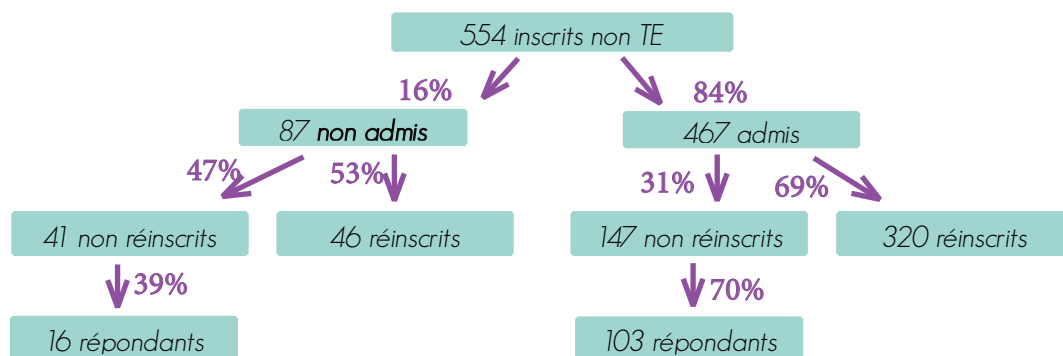 554 inscrits non TE
16%
84%
87 non admis
467 admis
47%
53%
31%
69%
41 non réinscrits
46 réinscrits
147 non réinscrits
320 réinscrits
39%
70%
16 répondants
103 répondants